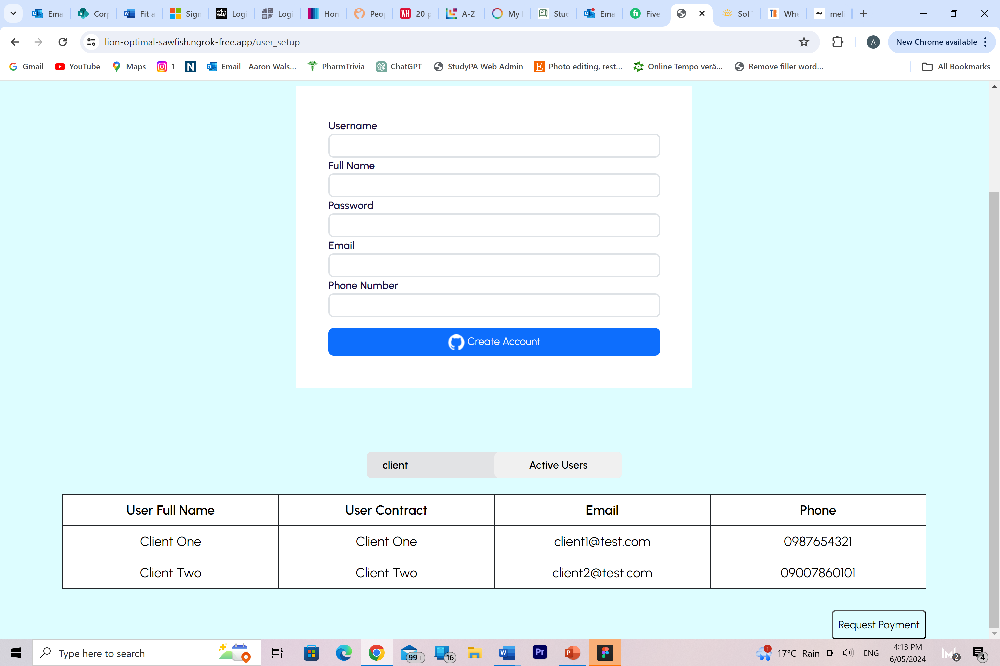 Ema Corp Fit a Sign Logi Logi Hon Peop 20 p A-Z My Stuc Ema Five Sol Whe mel
lion-optimal-sawfish.ngrok-free.app/user_setup A New Chrome available
Gmail YouTube Maps 1 N Email - Aaron Wals... PharmTrivia ChatGPT StudyPA Web Admin Photo editing, rest... Online Tempo verä... Remove filler word... All Bookmarks
Username
Full Name
Password
Email
Phone Number
Create Account
client Active Users
User Full Name User Contract Email Phone
Client One Client One client1@test.com 0987654321
Client Two Client Two client2@test.com 09007860101
Request Payment
Type here to search 99+ 16 W Pr P 1 17°C Rain ENG 4:13 PM 2 4
6/05/2024